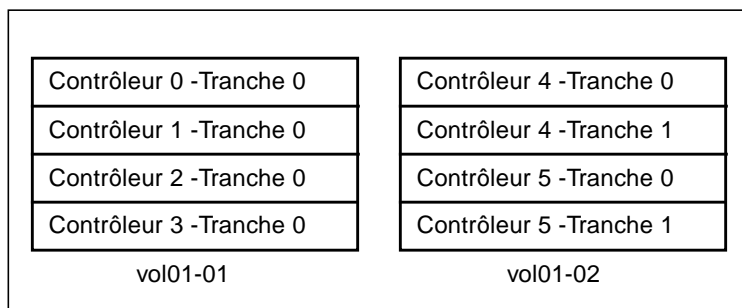 Contrôleur 0 -Tranche 0
Contrôleur 1 -Tranche 0
Contrôleur 2 -Tranche 0
Contrôleur 3 -Tranche 0
vol01-01
Contrôleur 4 -Tranche 0
Contrôleur 4 -Tranche 1
Contrôleur 5 -Tranche 0
Contrôleur 5 -Tranche 1
vol01-02